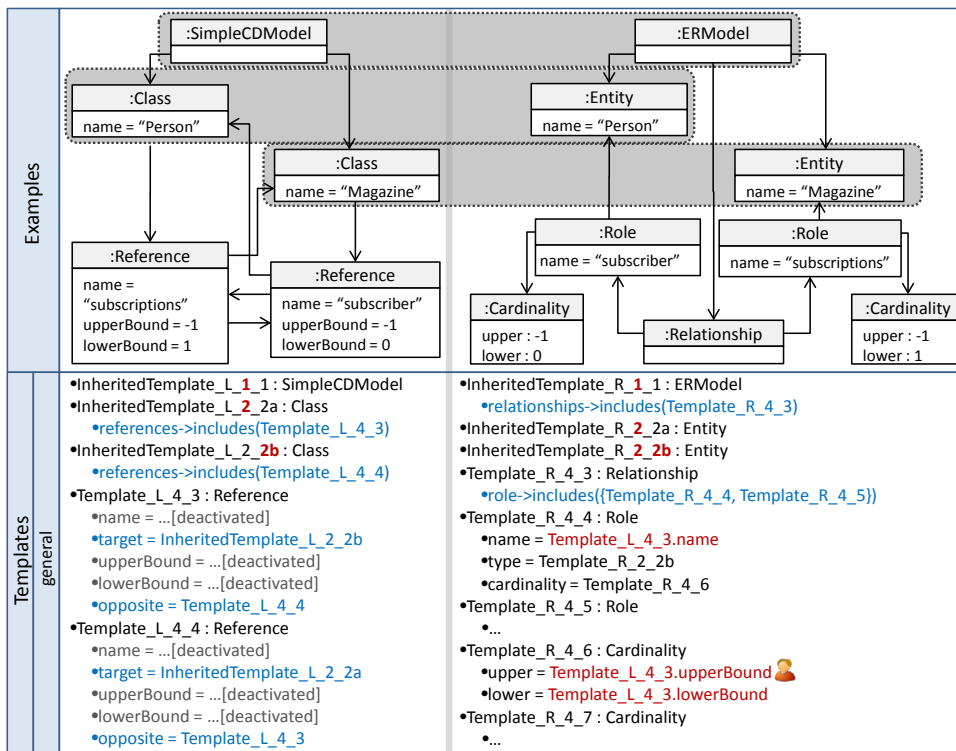 Examples
:SimpleCDModel
:ERModel
:Class
name = “Person”
:Entity
name = “Person”
:Class
name = “Magazine”
:Entity
name = “Magazine”
:Reference
name =
“subscriptions”
upperBound = -1
lowerBound = 1
:Reference
name = “subscriber”
upperBound = -1
lowerBound = 0
:Role
name = “subscriber”
:Role
name = “subscriptions”
:Cardinality
upper : -1
lower : 0
:Relationship
:Cardinality
upper : -1
lower : 1
Templates
general
•InheritedTemplate_L_1_1 : SimpleCDModel
•InheritedTemplate_L_2_2a : Class
•references->includes(Template_L_4_3)
•InheritedTemplate_L_2_2b : Class
•references->includes(Template_L_4_4)
•Template_L_4_3 : Reference
•name = ...[deactivated]
•target = InheritedTemplate_L_2_2b
•upperBound = ...[deactivated]
•lowerBound = ...[deactivated]
•opposite = Template_L_4_4
•Template_L_4_4 : Reference
•name = ...[deactivated]
•target = InheritedTemplate_L_2_2a
•upperBound = ...[deactivated]
•lowerBound = ...[deactivated]
•opposite = Template_L_4_3
•InheritedTemplate_R_1_1 : ERModel
•relationships->includes(Template_R_4_3)
•InheritedTemplate_R_2_2a : Entity
•InheritedTemplate_R_2_2b : Entity
•Template_R_4_3 : Relationship
•role->includes({Template_R_4_4, Template_R_4_5})
•Template_R_4_4 : Role
•name = Template_L_4_3.name
•type = Template_R_2_2b
•cardinality = Template_R_4_6
•Template_R_4_5 : Role
•...
•Template_R_4_6 : Cardinality
•upper = Template_L_4_3.upperBound
•lower = Template_L_4_3.lowerBound
•Template_R_4_7 : Cardinality
•...